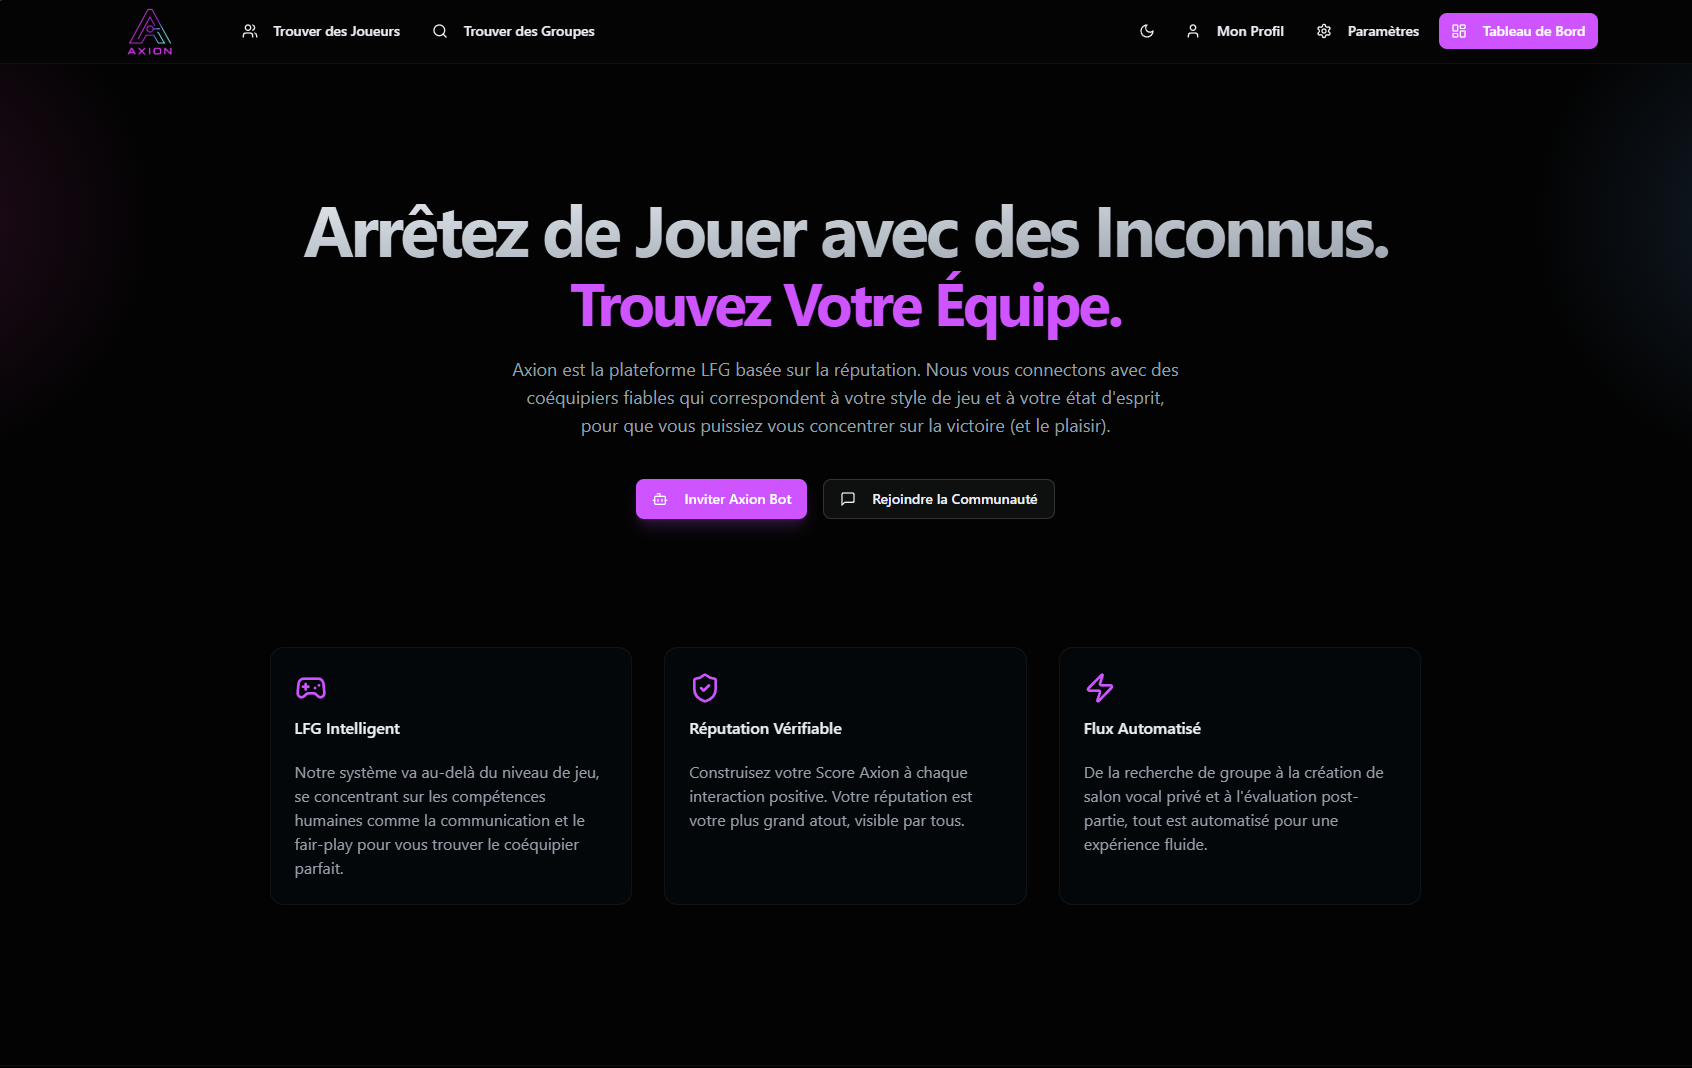 AXION
Trouver des Joueurs
Trouver des Groupes
Mon Profil
Paramètres
Tableau de Bord
Arrêtez de Jouer avec des Inconnus.
Trouvez Votre Équipe.
Axion est la plateforme LFG basée sur la réputation. Nous vous connectons avec des
coéquipiers fiables qui correspondent à votre style de jeu et à votre état d'esprit,
pour que vous puissiez vous concentrer sur la victoire (et le plaisir).
Inviter Axion Bot
Rejoindre la Communauté
LFG Intelligent
Notre système va au-delà du niveau de jeu,
se concentrant sur les compétences
humaines comme la communication et le
fair-play pour vous trouver le coéquipier
parfait.
Réputation Vérifiable
Construisez votre Score Axion à chaque
interaction positive. Votre réputation est
votre plus grand atout, visible par tous.
Flux Automatisé
De la recherche de groupe à la création de
salon vocal privé et à l'évaluation post-
partie, tout est automatisé pour une
expérience fluide.